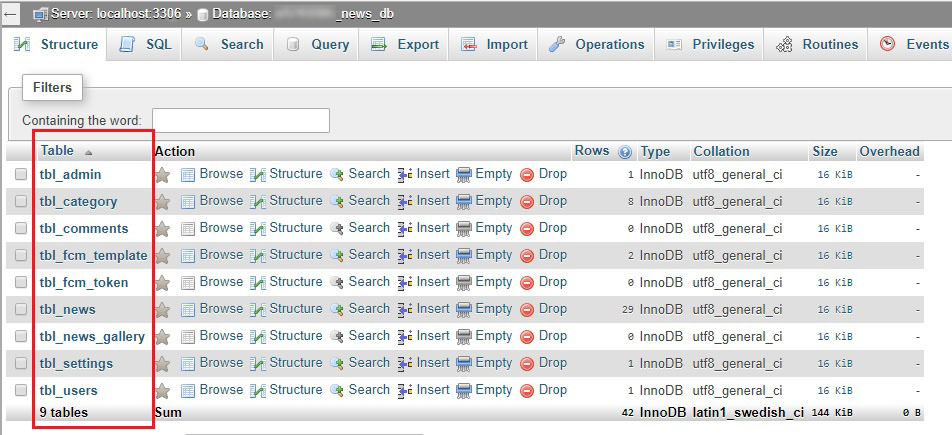 Server: localhost:3306 » Database: _news_db
Structure SQL Search Query Export Import Operations Privileges Routines Events
Filters
Containing the word:
Table Action Rows Type Collation Size Overhead
tbl_admin Browse Structure Search Insert Empty Drop 1 InnoDB utf8_general_ci 16 KiB -
tbl_category Browse Structure Search Insert Empty Drop 8 InnoDB utf8_general_ci 16 KiB -
tbl_comments Browse Structure Search Insert Empty Drop 0 InnoDB utf8_general_ci 16 KiB -
tbl_fcm_template Browse Structure Search Insert Empty Drop 2 InnoDB utf8_general_ci 16 KiB -
tbl_fcm_token Browse Structure Search Insert Empty Drop 0 InnoDB utf8_general_ci 16 KiB -
tbl_news Browse Structure Search Insert Empty Drop 29 InnoDB utf8_general_ci 16 KiB -
tbl_news_gallery Browse Structure Search Insert Empty Drop 0 InnoDB utf8_general_ci 16 KiB -
tbl_settings Browse Structure Search Insert Empty Drop 1 InnoDB utf8_general_ci 16 KiB -
tbl_users Browse Structure Search Insert Empty Drop 1 InnoDB utf8_general_ci 16 KiB -
9 tables Sum 42 InnoDB latin1_swedish_ci 144 KiB 0 B